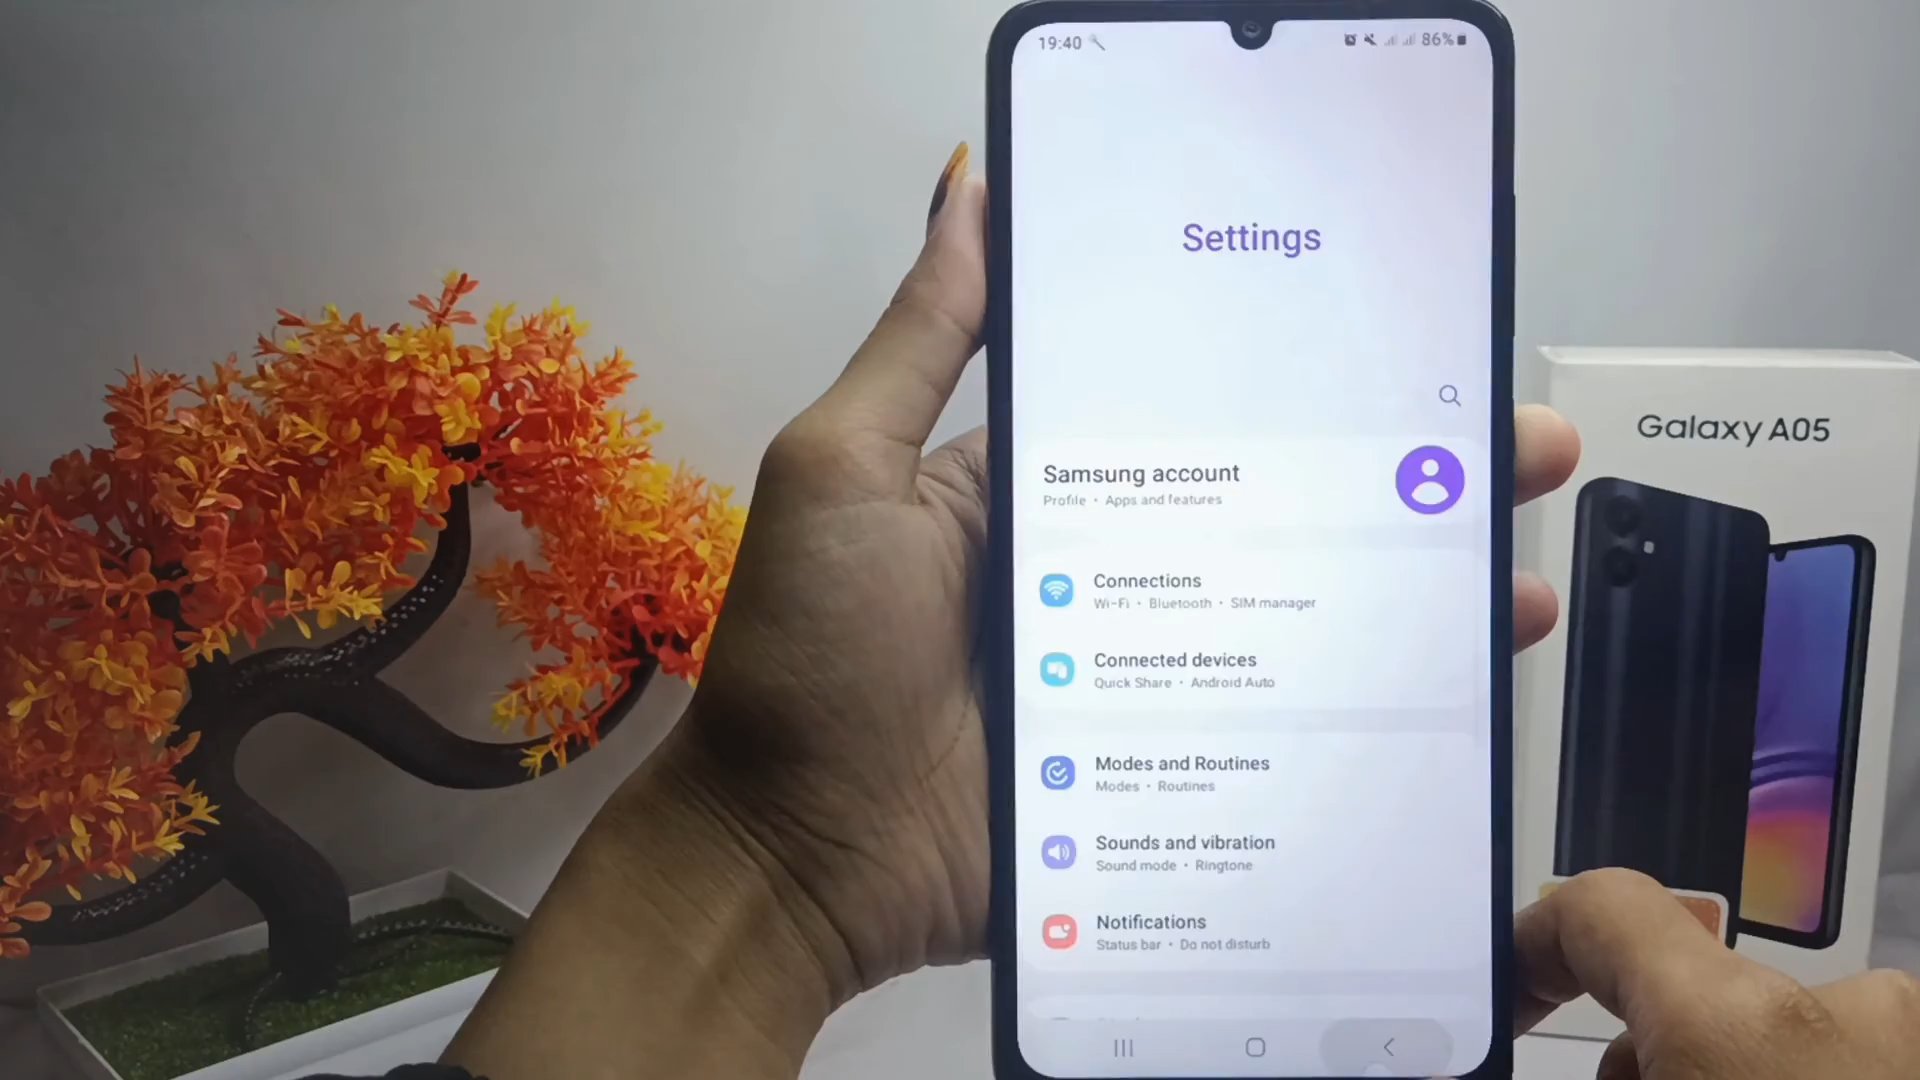 19:40
86%
Settings
Samsung account
Profile • Apps and features
Connections
Wi-Fi • Bluetooth • SIM manager
Connected devices
Quick Share • Android Auto
Modes and Routines
Modes • Routines
Sounds and vibration
Sound mode • Ringtone
Notifications
Status bar • Do not disturb
Galaxy A05